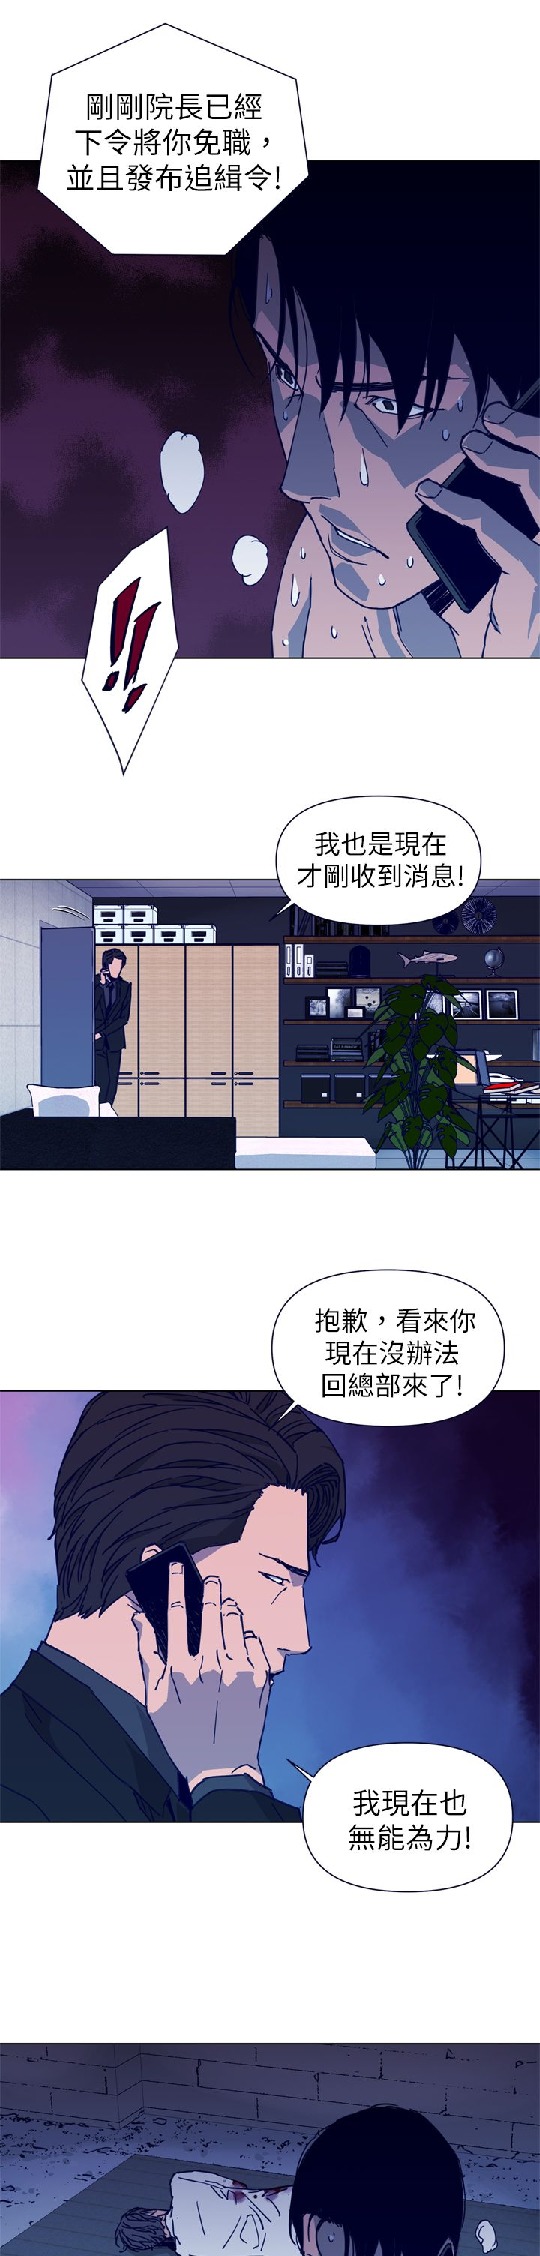 剛剛院長已經
下令將你免職，
並且發布追緝令!
!!
我也是現在
才剛收到消息!
抱歉，看來你
現在沒辦法
回總部來了!
我現在也
無能為力!